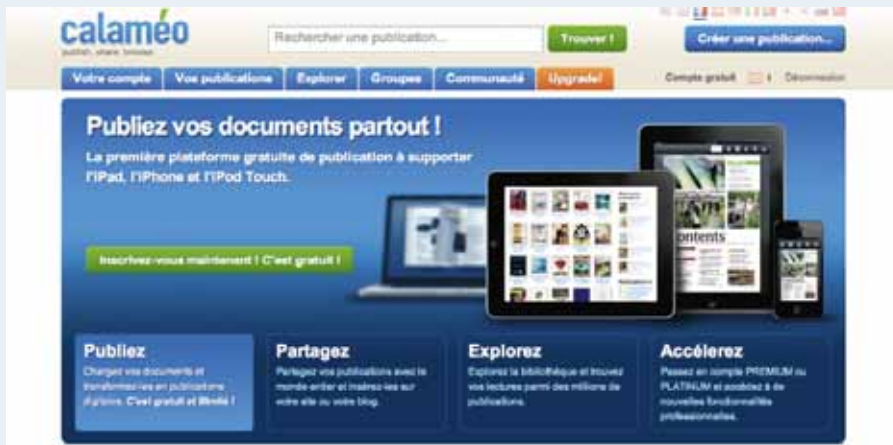 calaméo
publish, share, browse
Rechercher une publication...
Trouver !
Créer une publication...
Votre compte
Vos publications
Explorer
Groupes
Communauté
Upgrade!
Compte gratuit
Déconnexion
Publiez vos documents partout !
La première plateforme gratuite de publication à supporter
l'iPad, l'iPhone et l'iPod Touch.
Inscrivez-vous maintenant ! C'est gratuit !
ontents
Publiez
Chargez vos documents et
transformez-les en publications
digitales. C'est gratuit et illimité !
Partagez
Partagez vos publications avec le
monde entier et insérez-les sur
votre site ou votre blog.
Explorez
Explorez la bibliothèque et trouvez
vos lectures parmi des millions de
publications.
Accélerez
Passez en compte PREMIUM ou
PLATINUM et accédez à de
nouvelles fonctionnalités
professionnelles.